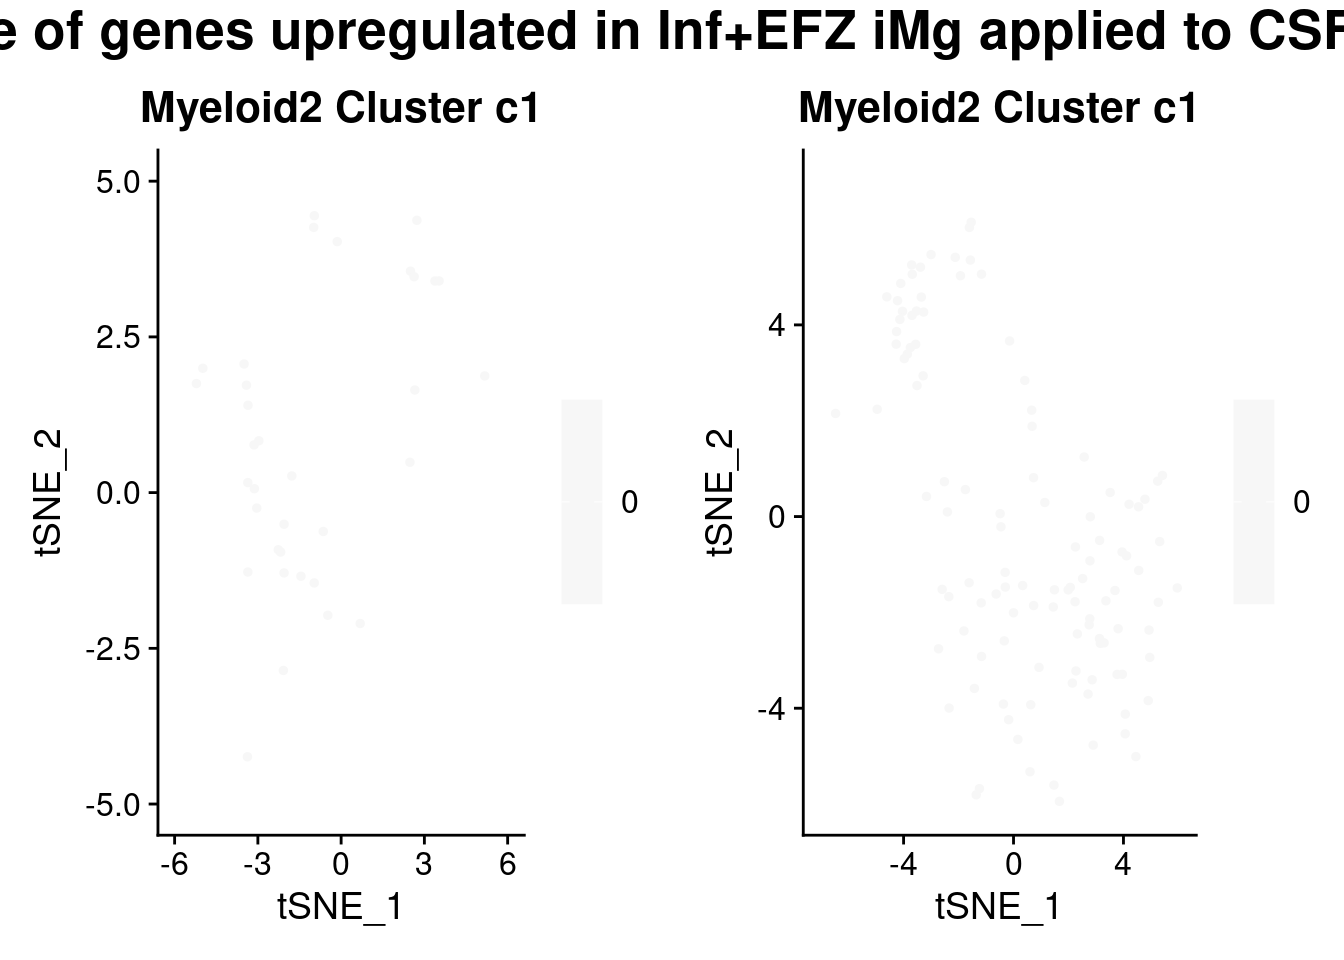 of genes upregulated in Inf+EFZ iMg applied to
Myeloid2 Cluster c1
5.0
2.5
0.0
-2.5
-5.0
tSNE_2
-6 -3 0 3 6
tSNE_1
0
Myeloid2 Cluster c1
4
0
-4
tSNE_2
-4 0 4
tSNE_1
0